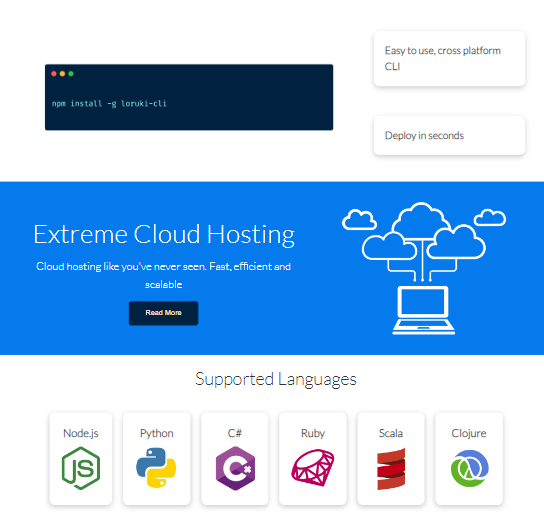 Easy to use, cross platform
CLI
npm install -g loruki-cli
Deploy in seconds
Extreme Cloud Hosting
Cloud hosting like you've never seen. Fast, efficient and
scalable
Read More
Supported Languages
Node.js
Python
C#
Ruby
Scala
Clojure
JS
C#